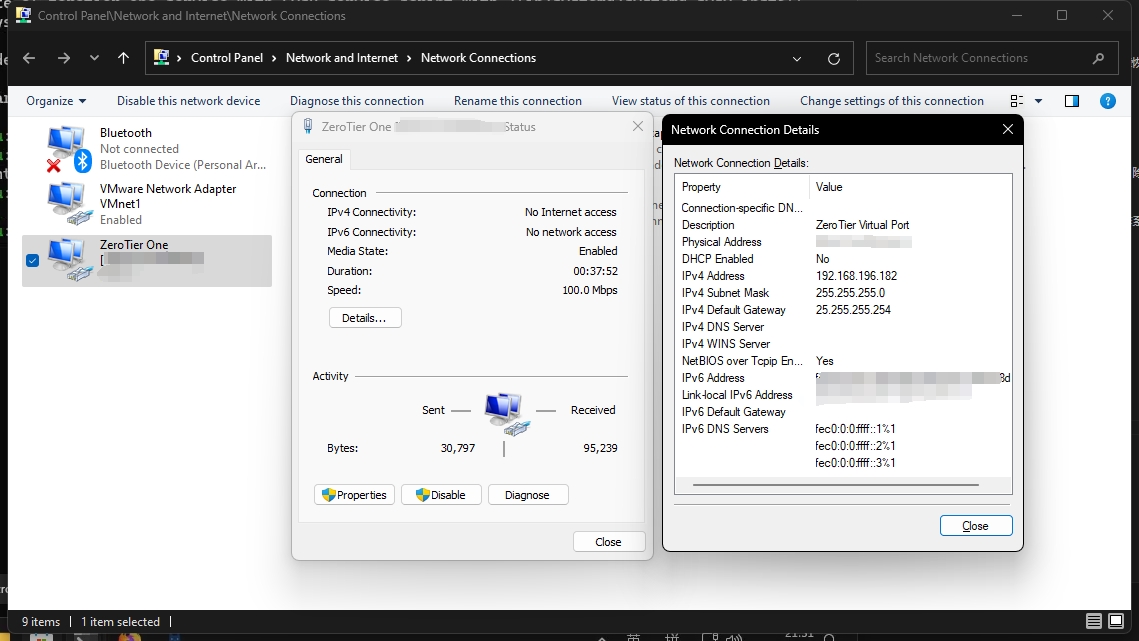 Control Panel\Network and Internet\Network Connections
Control Panel > Network and Internet > Network Connections
Search Network Connections
Organize
Disable this network device
Diagnose this connection
Rename this connection
View status of this connection
Change settings of this connection
Bluetooth
Not connected
Bluetooth Device (Personal Ar...
VMware Network Adapter
VMnet1
Enabled
ZeroTier One
[
ZeroTier One [
Status
General
Connection
IPv4 Connectivity: No Internet access
IPv6 Connectivity: No network access
Media State: Enabled
Duration: 00:37:52
Speed: 100.0 Mbps
Details...
Activity
Sent
Received
Bytes: 30,797 95,239
Properties
Disable
Diagnose
Close
Network Connection Details
Network Connection Details:
Property Value
Connection-specific DN...
Description ZeroTier Virtual Port
Physical Address
DHCP Enabled No
IPv4 Address 192.168.196.182
IPv4 Subnet Mask 255.255.255.0
IPv4 Default Gateway 25.255.255.254
IPv4 DNS Server
IPv4 WINS Server
NetBIOS over Tcpip En... Yes
IPv6 Address
Link-local IPv6 Address
IPv6 Default Gateway
IPv6 DNS Servers fec0:0:0:ffff::1%1
fec0:0:0:ffff::2%1
fec0:0:0:ffff::3%1
Close
9 items
1 item selected